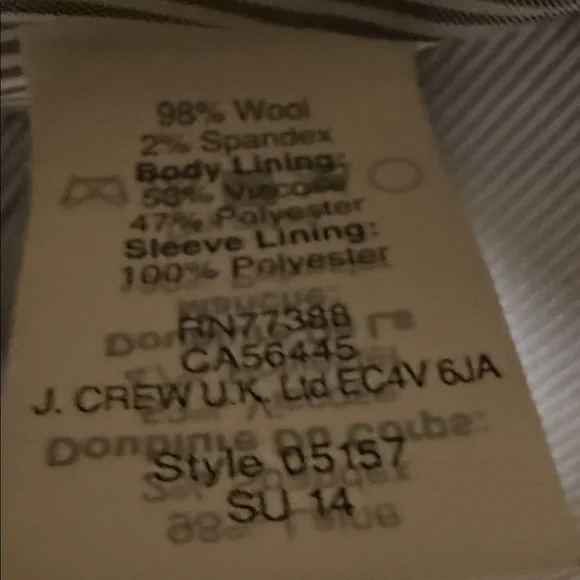 98% Wool
2% Spandex
Body Lining:
53% Viscose
47% Polyester
Sleeve Lining:
100% Polyester
RN77388
CA56445
J. CREW U.K. Ltd EC4V 6JA
Style 05157
SU 14